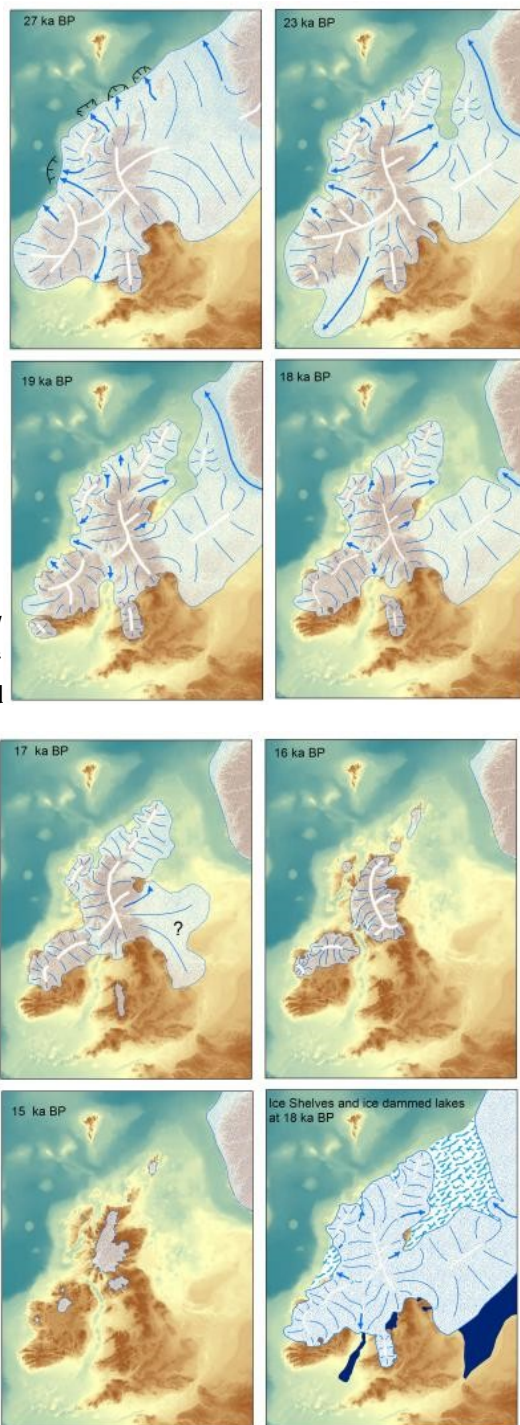 27 ka BP
23 ka BP
19 ka BP
18 ka BP
17 ka BP
?
16 ka BP
15 ka BP
Ice Shelves and ice dammed lakes
at 18 ka BP